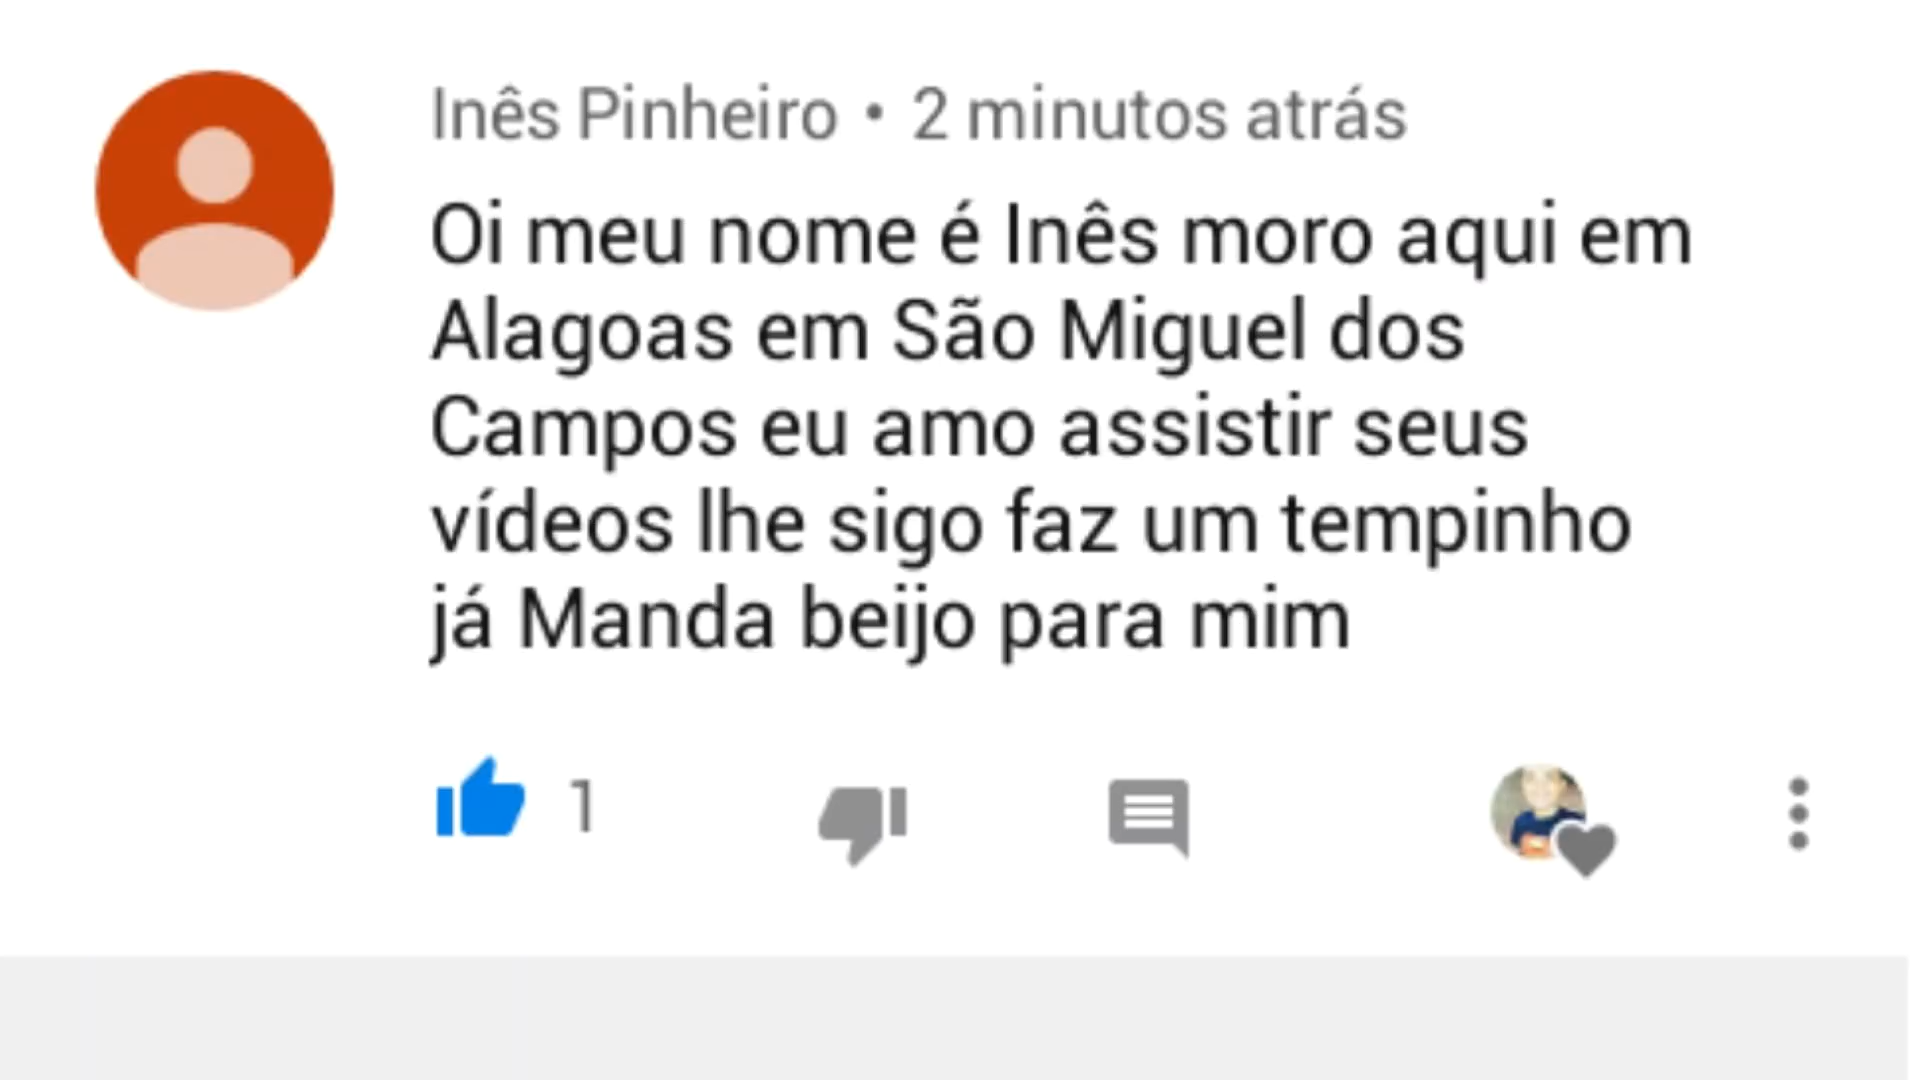 Inês Pinheiro • 2 minutos atrás
Oi meu nome é Inês moro aqui em
Alagoas em São Miguel dos
Campos eu amo assistir seus
vídeos lhe sigo faz um tempinho
já Manda beijo para mim
1